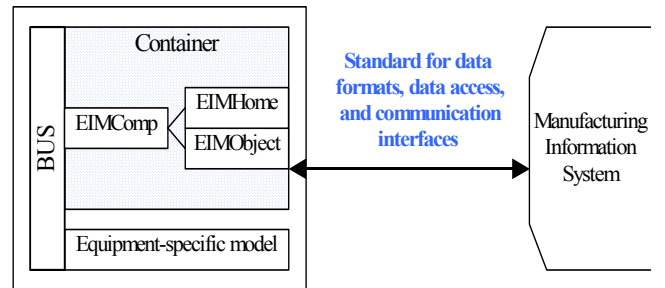 Container
BUS
EIMComp
EIMHome
EIMObject
Equipment-specific model
Standard for data
formats, data access,
and communication
interfaces
Manufacturing
Information
System